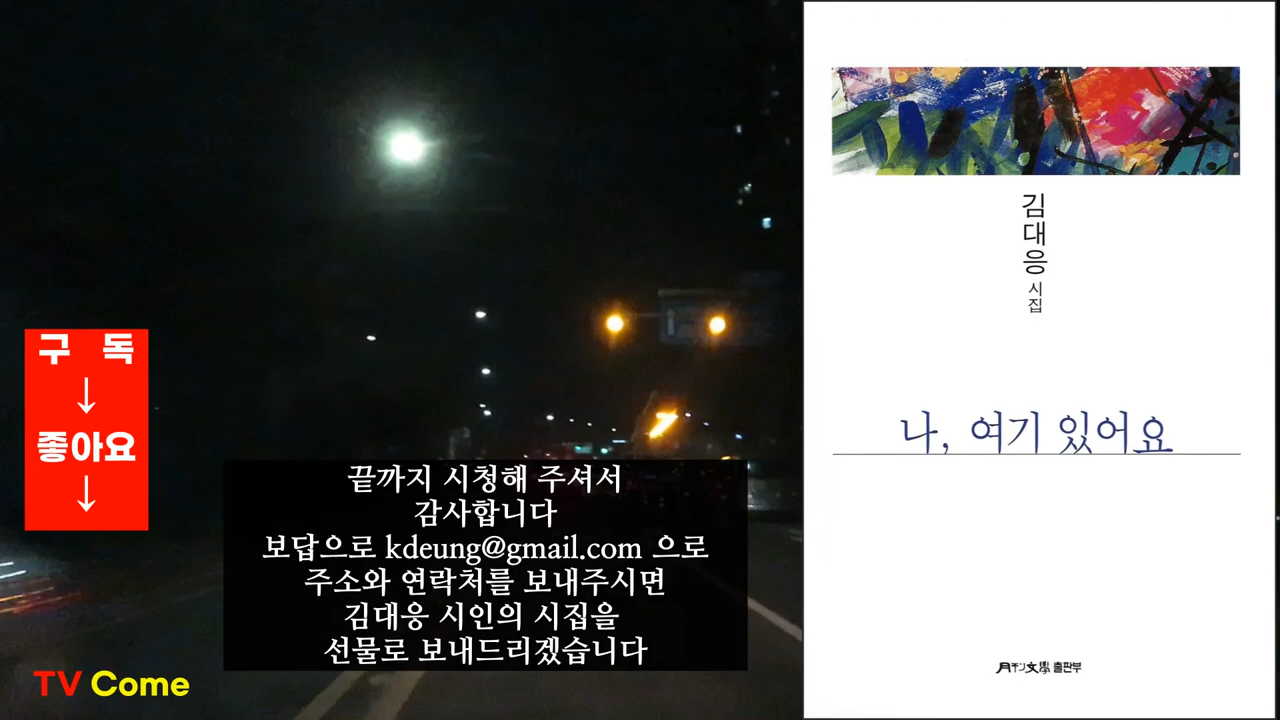 구 독
↓
좋아요
↓
끝까지 시청해 주셔서
감사합니다
보답으로 kdeung@gmail.com 으로
주소와 연락처를 보내주시면
김대웅 시인의 시집을
선물로 보내드리겠습니다
TV Come
김대응 시집
나, 여기 있어요
月刊文學 출판부